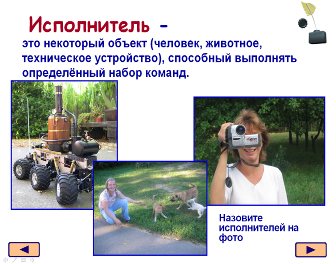 Исполнитель -
это некоторый объект (человек, животное,
техническое устройство), способный выполнять
определённый набор команд.
Назовите
исполнителей на
фото